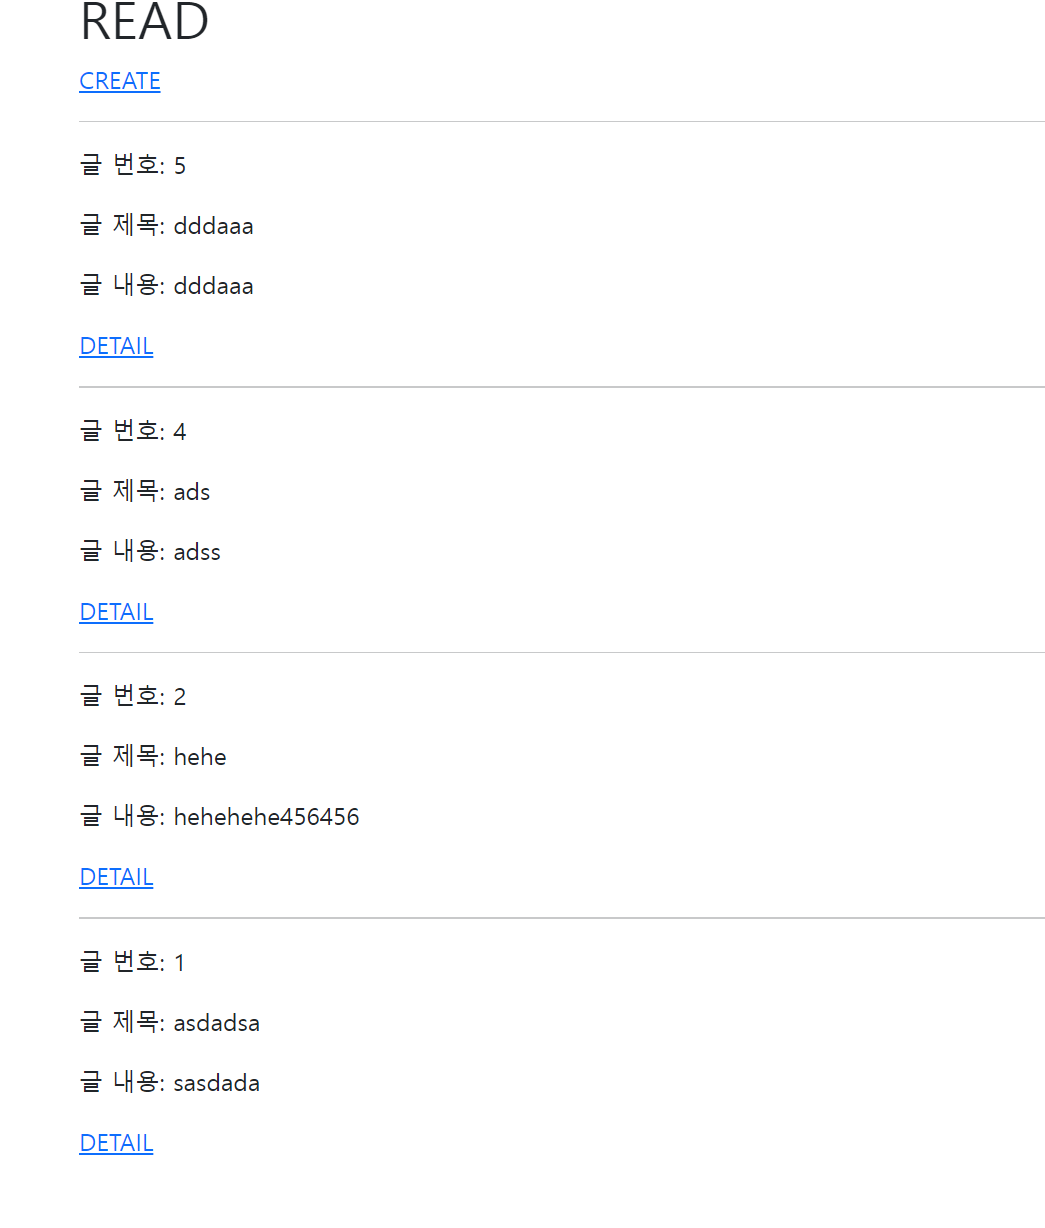 READ
CREATE
글 번호: 5
글 제목: dddaaa
글 내용: dddaaa
DETAIL
글 번호: 4
글 제목: ads
글 내용: adss
DETAIL
글 번호: 2
글 제목: hehe
글 내용: hehehehe456456
DETAIL
글 번호: 1
글 제목: asdadsa
글 내용: sasdada
DETAIL